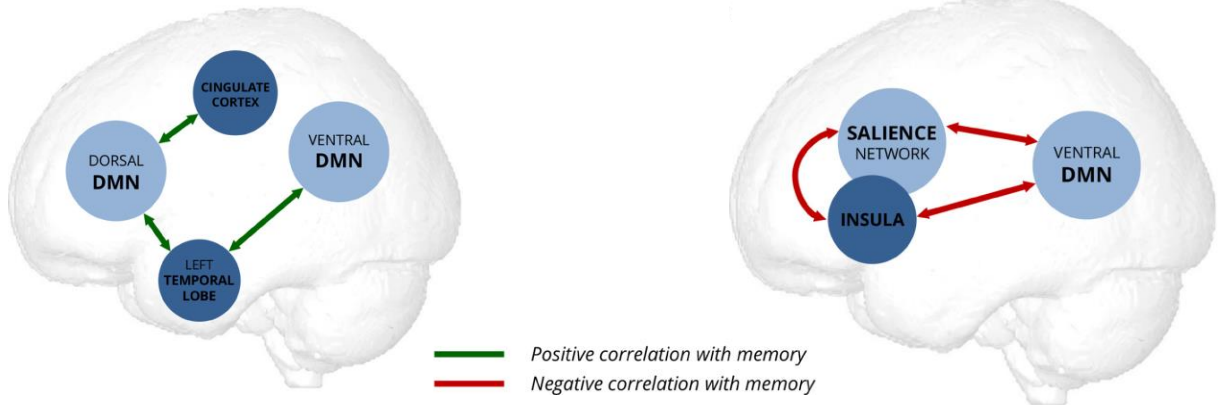 CINGULATE
CORTEX
DORSAL
DMN
VENTRAL
DMN
LEFT
TEMPORAL
LOBE
SALIENCE
NETWORK
INSULA
VENTRAL
DMN
Positive correlation with memory
Negative correlation with memory